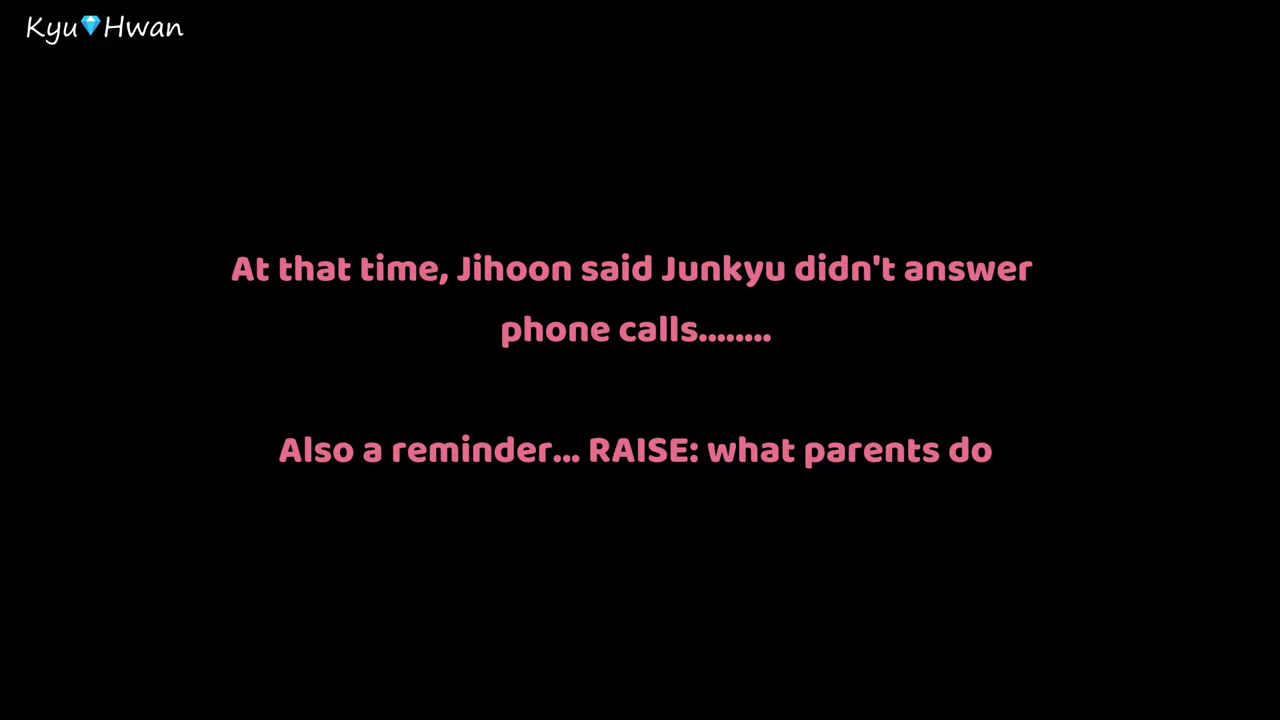 Kyu💎Hwan
At that time, Jihoon said Junkyu didn't answer
phone calls........
Also a reminder... RAISE: what parents do